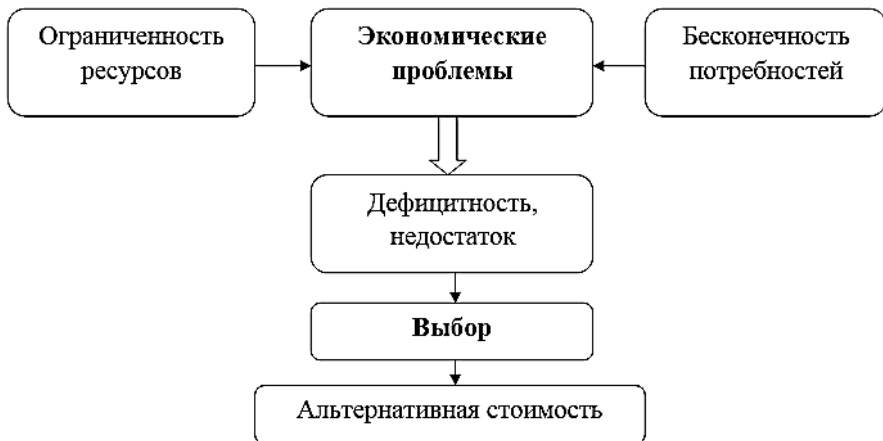 Ограниченность
ресурсов
Экономические
проблемы
Бесконечность
потребностей
Дефицитность,
недостаток
Выбор
Альтернативная стоимость